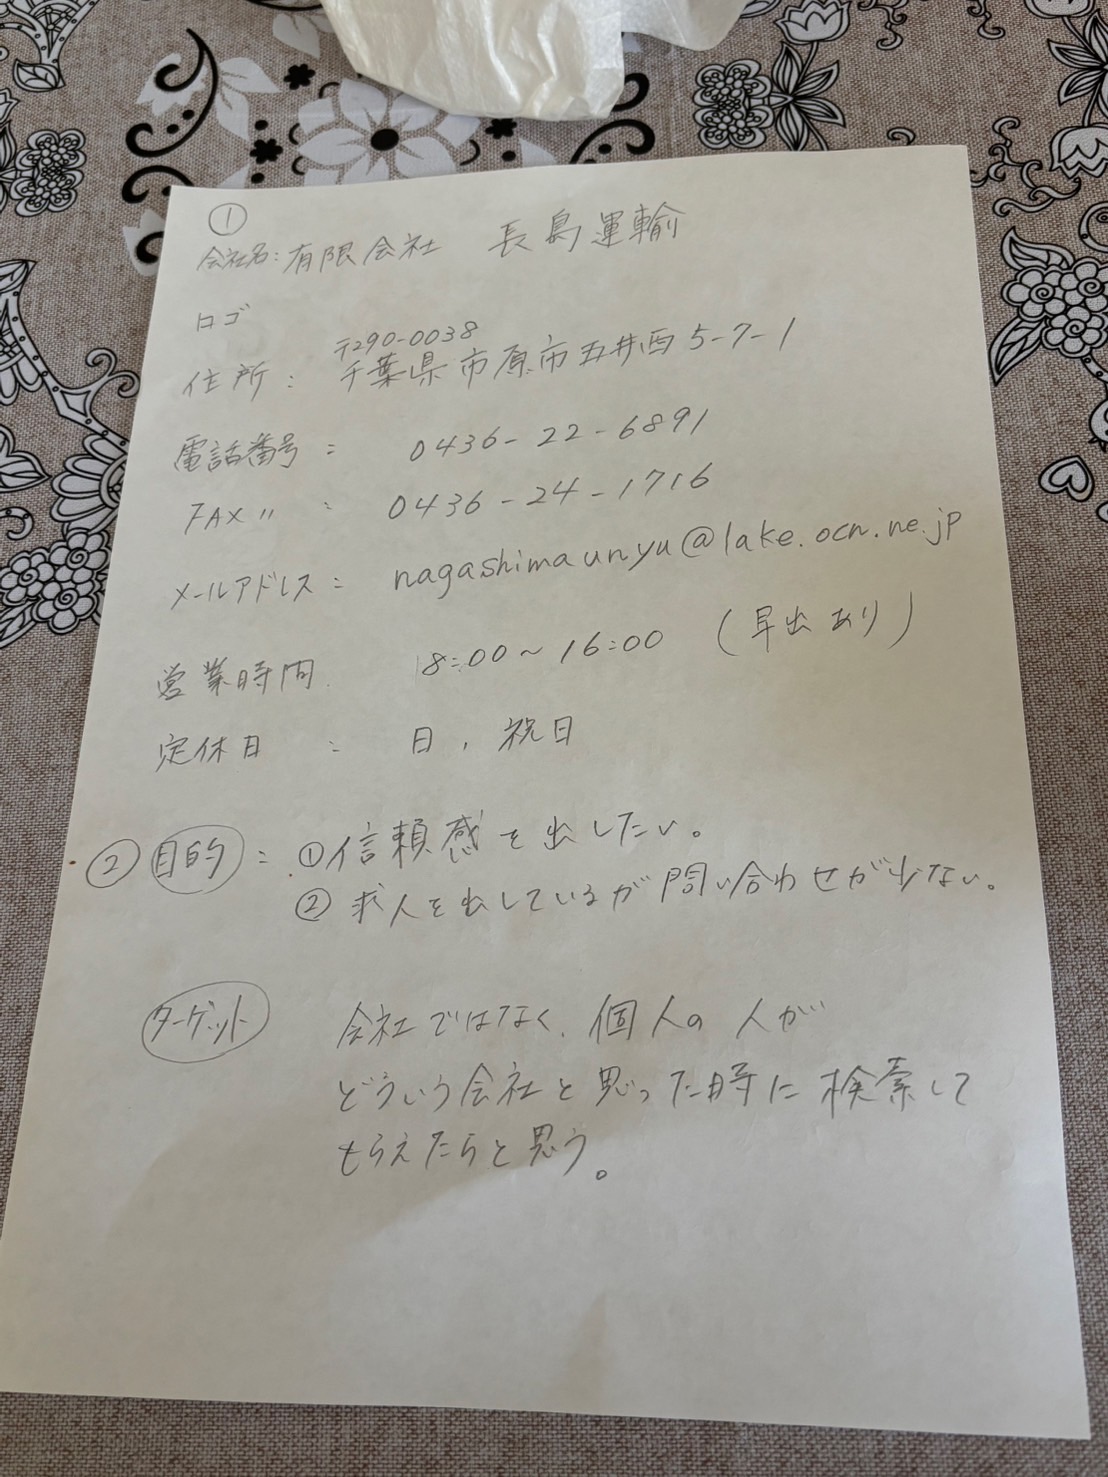 ①
会社名：有限会社 長島運輸
ロゴ
〒290-0038
住所：千葉県市原市五井西5-7-1
電話番号：0436-22-6891
FAX〃：0436-24-1716
メールアドレス：nagashimaunyu@lake.ocn.ne.jp
営業時間 8:00～16:00（早出あり）
定休日：日，祝日
②目的：①信頼感を出したい。
②求人を出しているが問い合わせが少ない。
ターゲット 会社ではなく、個人の人が
どういう会社と思った時に検索して
もらえたらと思う。